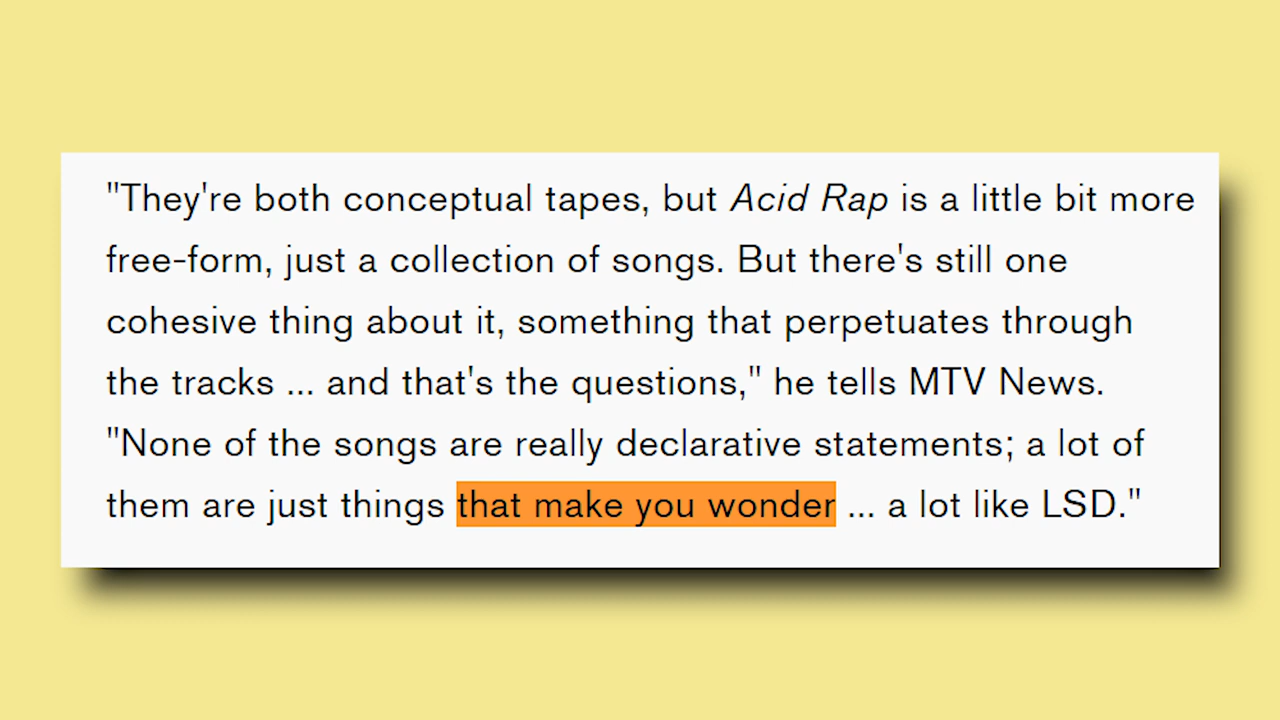 "They're both conceptual tapes, but Acid Rap is a little bit more
free-form, just a collection of songs. But there's still one
cohesive thing about it, something that perpetuates through
the tracks ... and that's the questions," he tells MTV News.
"None of the songs are really declarative statements; a lot of
them are just things that make you wonder ... a lot like LSD."